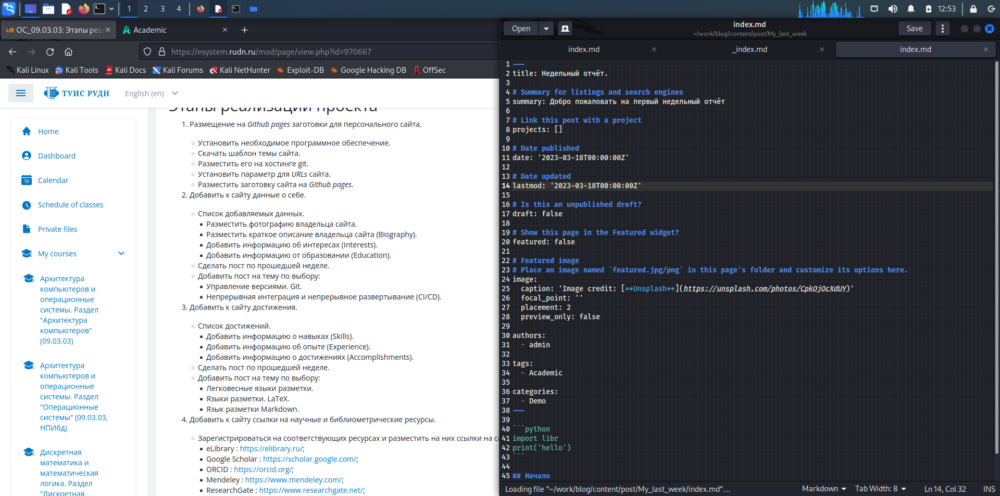 1
2
3
4
12:53
ОС_09.03.03: Этапы реа
Academic
https://esystem.rudn.ru/mod/page/view.php?id=970667
Kali Linux
Kali Tools
Kali Docs
Kali Forums
Kali NetHunter
Exploit-DB
Google Hacking DB
OffSec
ТУИС РУДН
English (en)
Home
Dashboard
19
Calendar
Schedule of classes
Private files
My courses
Архитектура
компьютеров и
операционные
системы. Раздел
"Архитектура
компьютеров"
(09.03.03)
Архитектура
компьютеров и
операционные
системы. Раздел
"Операционные
системы" (09.03.03,
НПИбд)
Дискретная
математика и
математическая
логика. Раздел
"Дискретная
Этапы реализации проекта
1. Размещение на Github pages заготовки для персонального сайта.
Установить необходимое программное обеспечение.
Скачать шаблон темы сайта.
Разместить его на хостинге git.
Установить параметр для URLs сайта.
Разместить заготовку сайта на Github pages.
2. Добавить к сайту данные о себе.
Список добавляемых данных.
Разместить фотографию владельца сайта.
Разместить краткое описание владельца сайта (Biography).
Добавить информацию об интересах (Interests).
Добавить информацию от образовании (Education).
Сделать пост по прошедшей неделе.
Добавить пост на тему по выбору:
Управление версиями. Git.
Непрерывная интеграция и непрерывное развертывание (CI/CD).
3. Добавить к сайту достижения.
Список достижений.
Добавить информацию о навыках (Skills).
Добавить информацию об опыте (Experience).
Добавить информацию о достижениях (Accomplishments).
Сделать пост по прошедшей неделе.
Добавить пост на тему по выбору:
Легковесные языки разметки.
Языки разметки. LaTeX.
Язык разметки Markdown.
4. Добавить к сайту ссылки на научные и библиометрические ресурсы.
Зарегистрироваться на соответствующих ресурсах и разместить на них ссылки на са
eLibrary : https://elibrary.ru/;
Google Scholar : https://scholar.google.com/;
ORCID : https://orcid.org/;
Mendeley : https://www.mendeley.com/;
ResearchGate : https://www.researchgate.net/;
Open
index.md
~/work/blog/content/post/My_last_week
Save
index.md
_index.md
index.md
1 ---
2 title: Недельный отчёт.
3
4 # Summary for listings and search engines
5 summary: Добро пожаловать на первый недельный отчёт
6
7 # Link this post with a project
8 projects: []
9
10 # Date published
11 date: '2023-03-18T00:00:00Z'
12
13 # Date updated
14 lastmod: '2023-03-18T00:00:00Z'
15
16 # Is this an unpublished draft?
17 draft: false
18
19 # Show this page in the Featured widget?
20 featured: false
21
22 # Featured image
23 # Place an image named `featured.jpg/png` in this page's folder and customize its options here.
24 image:
25 caption: 'Image credit: [**Unsplash**](https://unsplash.com/photos/CpkOjOcXdUY)'
26 focal_point: ''
27 placement: 2
28 preview_only: false
29
30 authors:
31 - admin
32
33 tags:
34 - Academic
35
36 categories:
37 - Demo
38 ---
39
40 ```python
41 import libr
42 print('hello')
43 ```
44
45 ## Начало
Loading file “~/work/blog/content/post/My_last_week/index.md”…
Markdown
Tab Width: 8
Ln 14, Col 32
INS